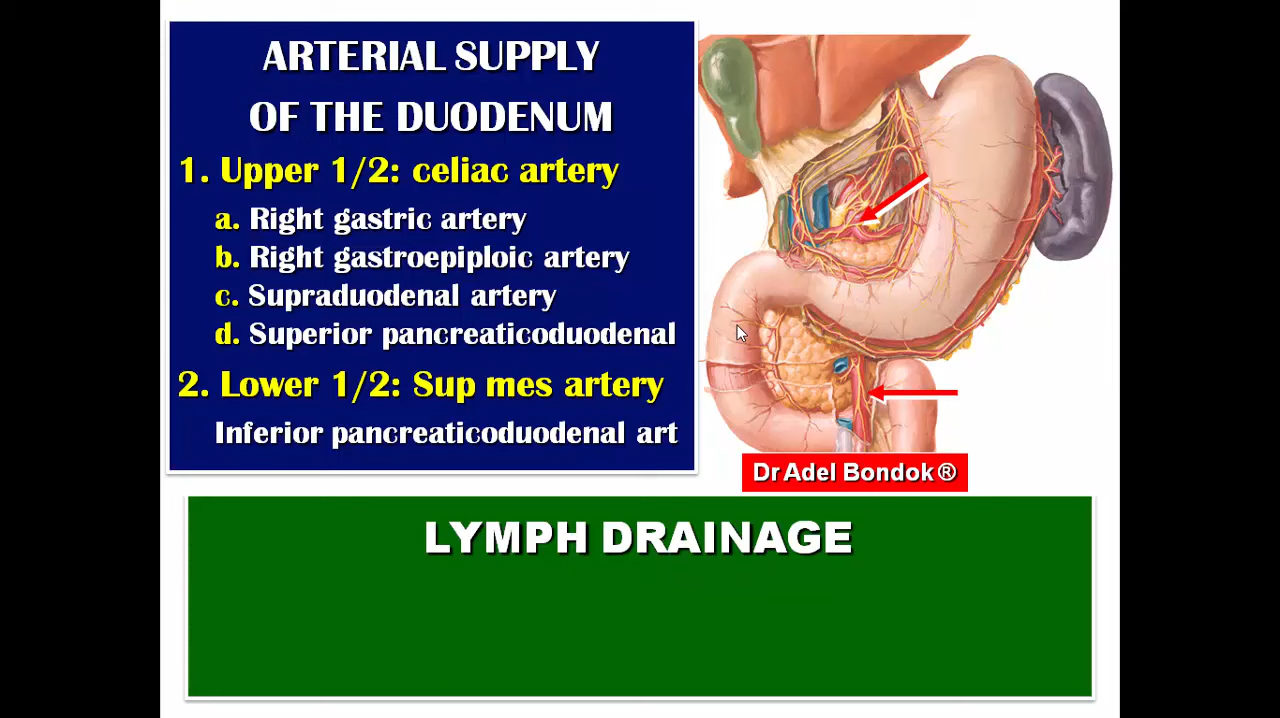 ARTERIAL SUPPLY
OF THE DUODENUM
1. Upper 1/2: celiac artery
a. Right gastric artery
b. Right gastroepiploic artery
c. Supraduodenal artery
d. Superior pancreaticoduodenal
2. Lower 1/2: Sup mes artery
Inferior pancreaticoduodenal art
Dr Adel Bondok ®
LYMPH DRAINAGE